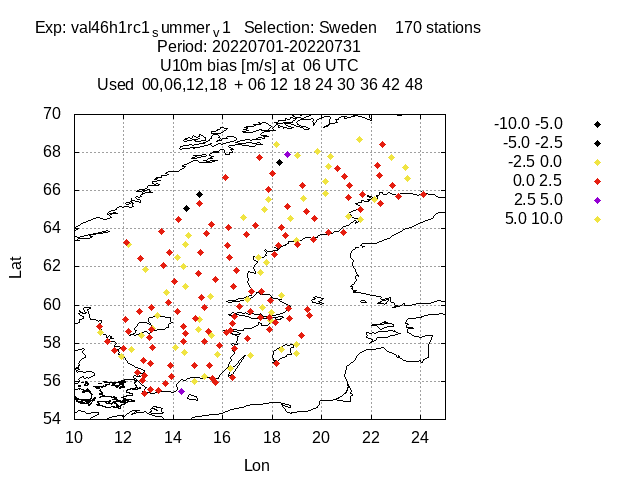 Exp: val46h1rc1summerv1 Selection: Sweden 170 stations
Period: 20220701-20220731
U10m bias [m/s] at 06 UTC
Used 00,06,12,18 + 06 12 18 24 30 36 42 48
-10.0 -5.0
-5.0 -2.5
-2.5 0.0
0.0 2.5
2.5 5.0
5.0 10.0
Lat
70
68
66
64
62
60
58
56
54
10 12 14 16 18 20 22 24
Lon